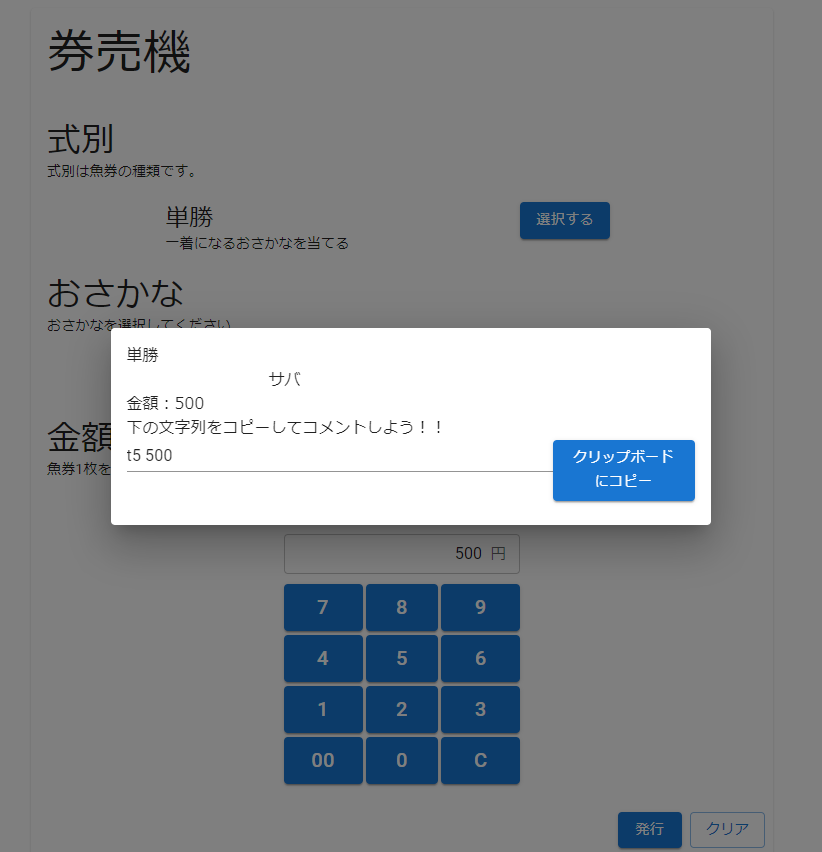 券売機
式別
式別は魚券の種類です。
単勝
選択する
一着になるおさかなを当てる
おさかな
おさかなを選択してください
単勝
サバ
金額：500
下の文字列をコピーしてコメントしよう！！
t5 500
クリップボード
にコピー
金額
魚券1枚を
500 円
7 8 9
4 5 6
1 2 3
00 0 C
発行 クリア